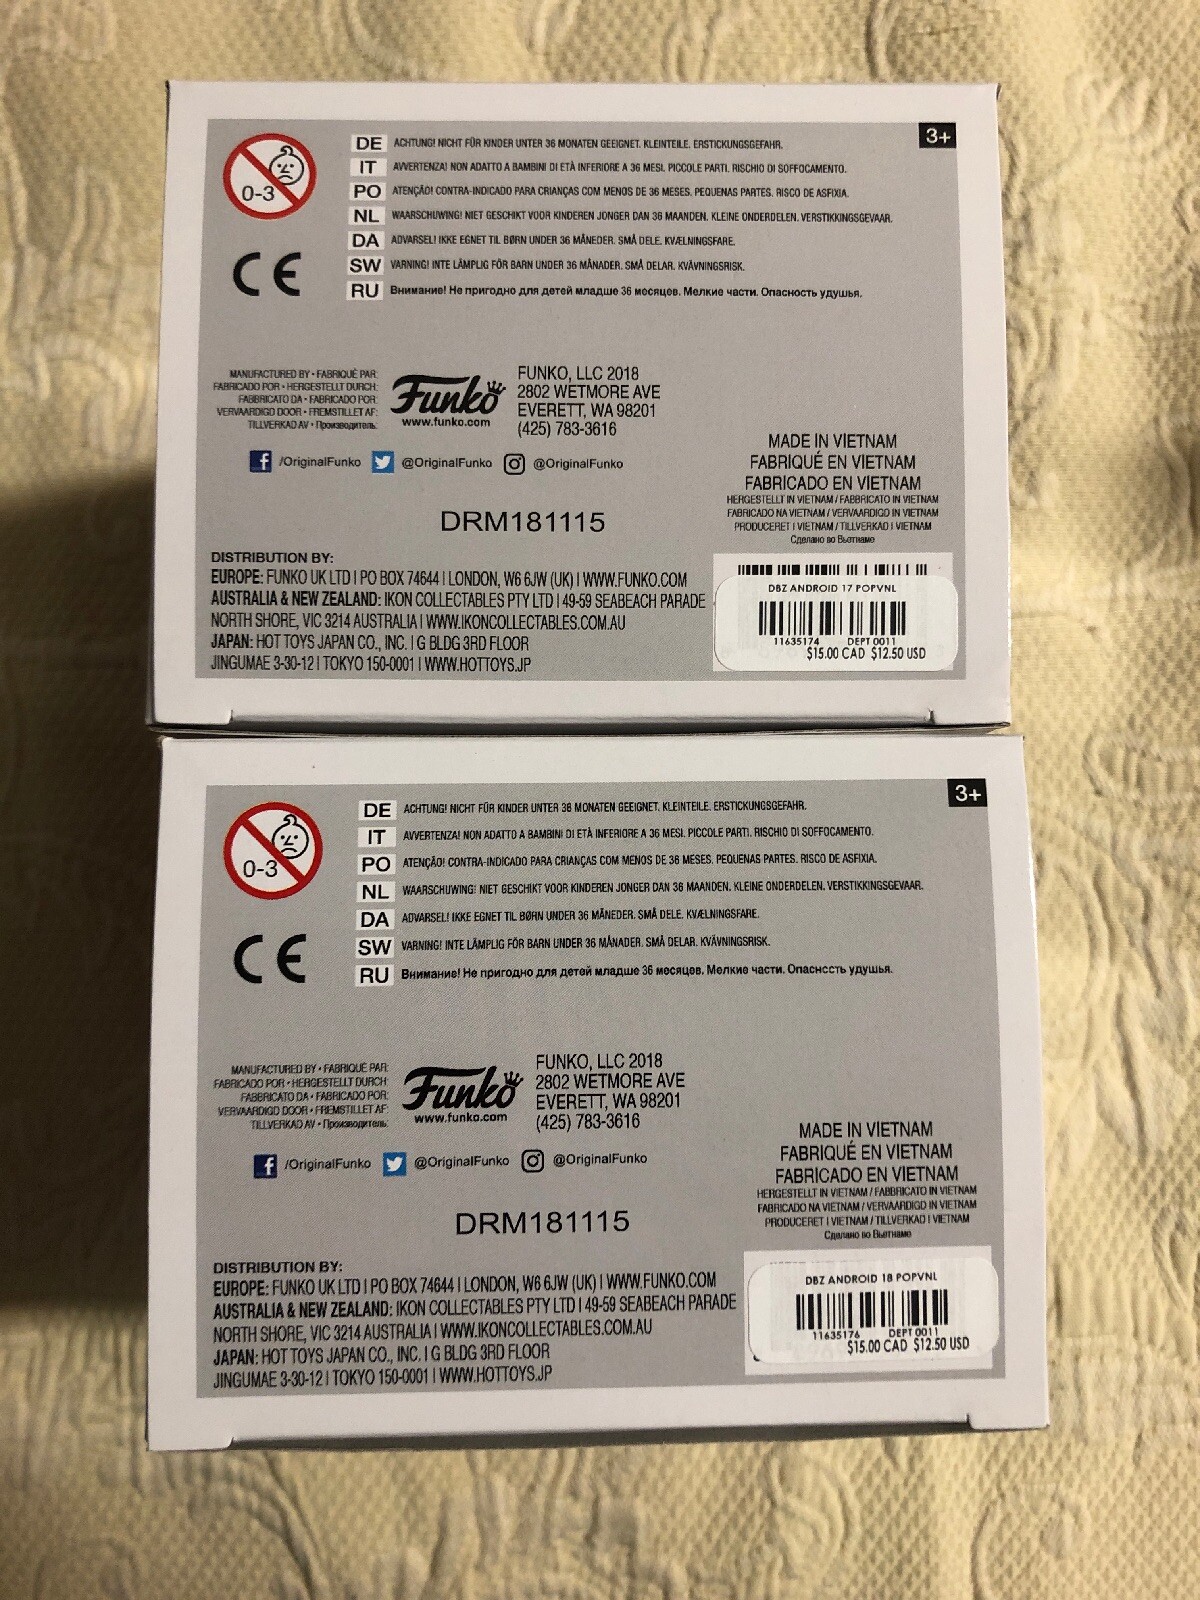 3+
0-3
DE ACHTUNG! NICHT FÜR KINDER UNTER 36 MONATEN GEEIGNET. KLEINTEILE. ERSTICKUNGSGEFAHR.
IT AVVERTENZA! NON ADATTO A BAMBINI DI ETÀ INFERIORE A 36 MESI. PICCOLE PARTI. RISCHIO DI SOFFOCAMENTO.
PO ATENÇÃO! CONTRA-INDICADO PARA CRIANÇAS COM MENOS DE 36 MESES. PEQUENAS PARTES. RISCO DE ASFIXIA.
NL WAARSCHUWING! NIET GESCHIKT VOOR KINDEREN JONGER DAN 36 MAANDEN. KLEINE ONDERDELEN. VERSTIKKINGSGEVAAR.
DA ADVARSEL! IKKE EGNET TIL BØRN UNDER 36 MÅNEDER. SMÅ DELE. KVÆLNINGSFARE.
SW VARNING! INTE LÄMPLIG FÖR BARN UNDER 36 MÅNADER. SMÅ DELAR. KVÄVNINGSRISK.
RU Внимание! Не пригодно для детей младше 36 месяцев. Мелкие части. Опасность удушья.
CE
MANUFACTURED BY • FABRIQUÉ PAR:
FABRICADO POR • HERGESTELLT DURCH:
FABBRICATO DA • FABRICADO POR:
VERVAARDIGD DOOR • FREMSTILLET AF:
TILLVERKAD AV • Производитель:
Funko
www.funko.com
FUNKO, LLC 2018
2802 WETMORE AVE
EVERETT, WA 98201
(425) 783-3616
f /OriginalFunko @OriginalFunko @OriginalFunko
DRM181115
MADE IN VIETNAM
FABRIQUÉ EN VIETNAM
FABRICADO EN VIETNAM
HERGESTELLT IN VIETNAM / FABBRICATO IN VIETNAM
FABRICADO NA VIETNAM / VERVAARDIGD IN VIETNAM
PRODUCERET I VIETNAM / TILLVERKAD I VIETNAM
Сделано во Вьетнаме
DISTRIBUTION BY:
EUROPE: FUNKO UK LTD | PO BOX 74644 | LONDON, W6 6JW (UK) | WWW.FUNKO.COM
AUSTRALIA & NEW ZEALAND: IKON COLLECTABLES PTY LTD | 49-59 SEABEACH PARADE
NORTH SHORE, VIC 3214 AUSTRALIA | WWW.IKONCOLLECTABLES.COM.AU
JAPAN: HOT TOYS JAPAN CO., INC. | G BLDG 3RD FLOOR
JINGUMAE 3-30-12 | TOKYO 150-0001 | WWW.HOTTOYS.JP
DBZ ANDROID 17 POPVNL
11635174 DEPT 0011
$15.00 CAD $12.50 USD
3+
0-3
DE ACHTUNG! NICHT FÜR KINDER UNTER 36 MONATEN GEEIGNET. KLEINTEILE. ERSTICKUNGSGEFAHR.
IT AVVERTENZA! NON ADATTO A BAMBINI DI ETÀ INFERIORE A 36 MESI. PICCOLE PARTI. RISCHIO DI SOFFOCAMENTO.
PO ATENÇÃO! CONTRA-INDICADO PARA CRIANÇAS COM MENOS DE 36 MESES. PEQUENAS PARTES. RISCO DE ASFIXIA.
NL WAARSCHUWING! NIET GESCHIKT VOOR KINDEREN JONGER DAN 36 MAANDEN. KLEINE ONDERDELEN. VERSTIKKINGSGEVAAR.
DA ADVARSEL! IKKE EGNET TIL BØRN UNDER 36 MÅNEDER. SMÅ DELE. KVÆLNINGSFARE.
SW VARNING! INTE LÄMPLIG FÖR BARN UNDER 36 MÅNADER. SMÅ DELAR. KVÄVNINGSRISK.
RU Внимание! Не пригодно для детей младше 36 месяцев. Мелкие части. Опасность удушья.
CE
MANUFACTURED BY • FABRIQUÉ PAR:
FABRICADO POR • HERGESTELLT DURCH:
FABBRICATO DA • FABRICADO POR:
VERVAARDIGD DOOR • FREMSTILLET AF:
TILLVERKAD AV • Производитель:
Funko
www.funko.com
FUNKO, LLC 2018
2802 WETMORE AVE
EVERETT, WA 98201
(425) 783-3616
f /OriginalFunko @OriginalFunko @OriginalFunko
DRM181115
MADE IN VIETNAM
FABRIQUÉ EN VIETNAM
FABRICADO EN VIETNAM
HERGESTELLT IN VIETNAM / FABBRICATO IN VIETNAM
FABRICADO NA VIETNAM / VERVAARDIGD IN VIETNAM
PRODUCERET I VIETNAM / TILLVERKAD I VIETNAM
Сделано во Вьетнаме
DISTRIBUTION BY:
EUROPE: FUNKO UK LTD | PO BOX 74644 | LONDON, W6 6JW (UK) | WWW.FUNKO.COM
AUSTRALIA & NEW ZEALAND: IKON COLLECTABLES PTY LTD | 49-59 SEABEACH PARADE
NORTH SHORE, VIC 3214 AUSTRALIA | WWW.IKONCOLLECTABLES.COM.AU
JAPAN: HOT TOYS JAPAN CO., INC. | G BLDG 3RD FLOOR
JINGUMAE 3-30-12 | TOKYO 150-0001 | WWW.HOTTOYS.JP
DBZ ANDROID 18 POPVNL
11635176 DEPT 0011
$15.00 CAD $12.50 USD